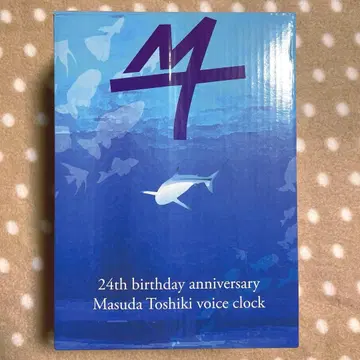 24th birthday anniversary
Masuda Toshiki voice clock